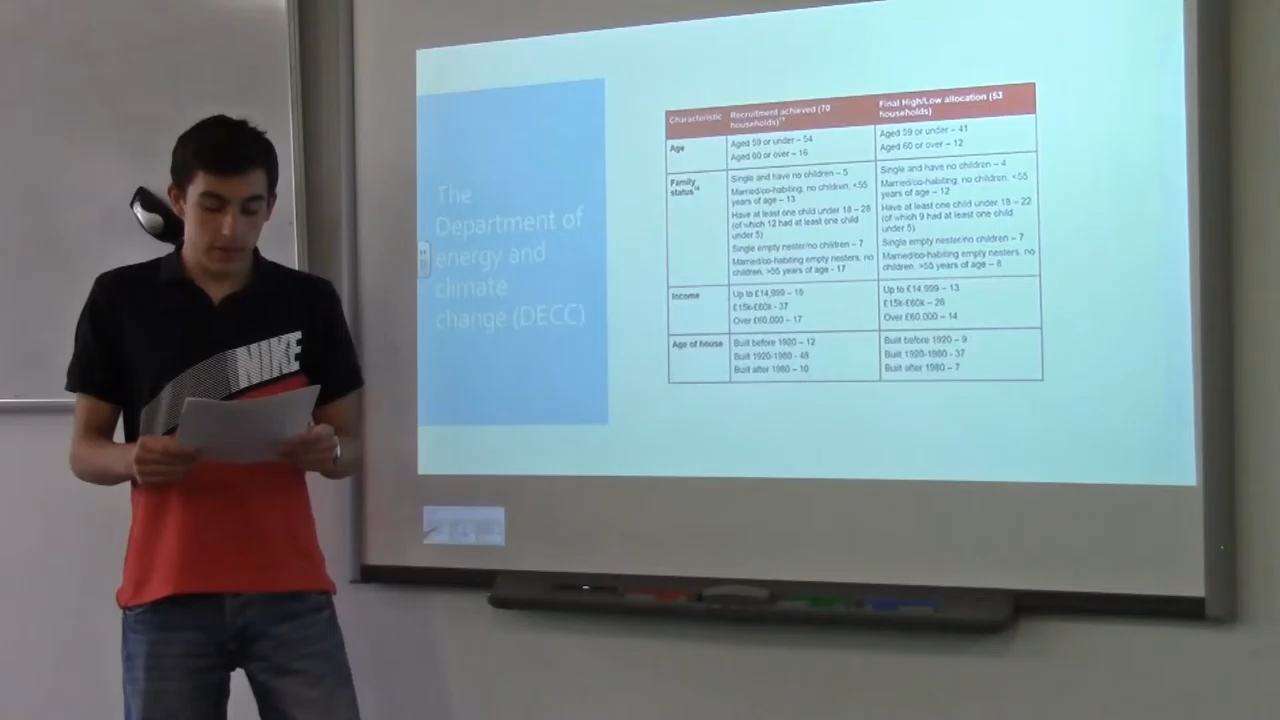 The
Department of
energy and
climate
change (DECC)
Characteristic
Recruitment achieved (70
households)
Final High/Low allocation (53
households)
Age
Aged 59 or under – 54
Aged 60 or over – 16
Aged 59 or under – 41
Aged 60 or over – 12
Family
status
Single and have no children – 5
Married/co-habiting, no children, <55
years of age – 13
Have at least one child under 18 – 28
(of which 12 had at least one child
under 5)
Single empty nester/no children – 7
Married/co-habiting empty nesters, no
children, >55 years of age - 17
Single and have no children – 4
Married/co-habiting, no children, <55
years of age – 12
Have at least one child under 18 – 22
(of which 9 had at least one child
under 5)
Single empty nester/no children – 7
Married/co-habiting empty nesters, no
children, >55 years of age – 8
Income
Up to £14,999 – 16
£15k-£60k - 37
Over £60,000 – 17
Up to £14,999 – 13
£15k-£60k – 26
Over £60,000 – 14
Age of house
Built before 1920 – 12
Built 1920-1980 - 48
Built after 1980 – 10
Built before 1920 – 9
Built 1920-1980 - 37
Built after 1980 – 7
NIKE